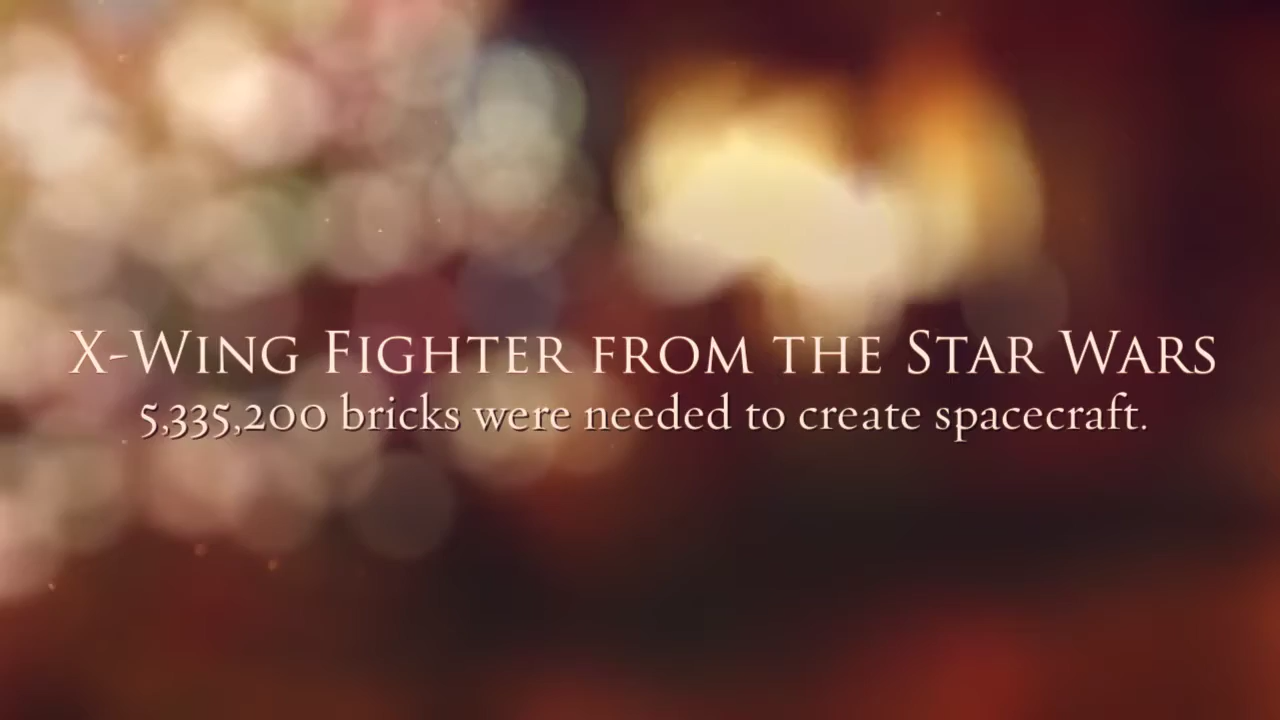 X-Wing Fighter from the Star Wars
5,335,200 bricks were needed to create spacecraft.